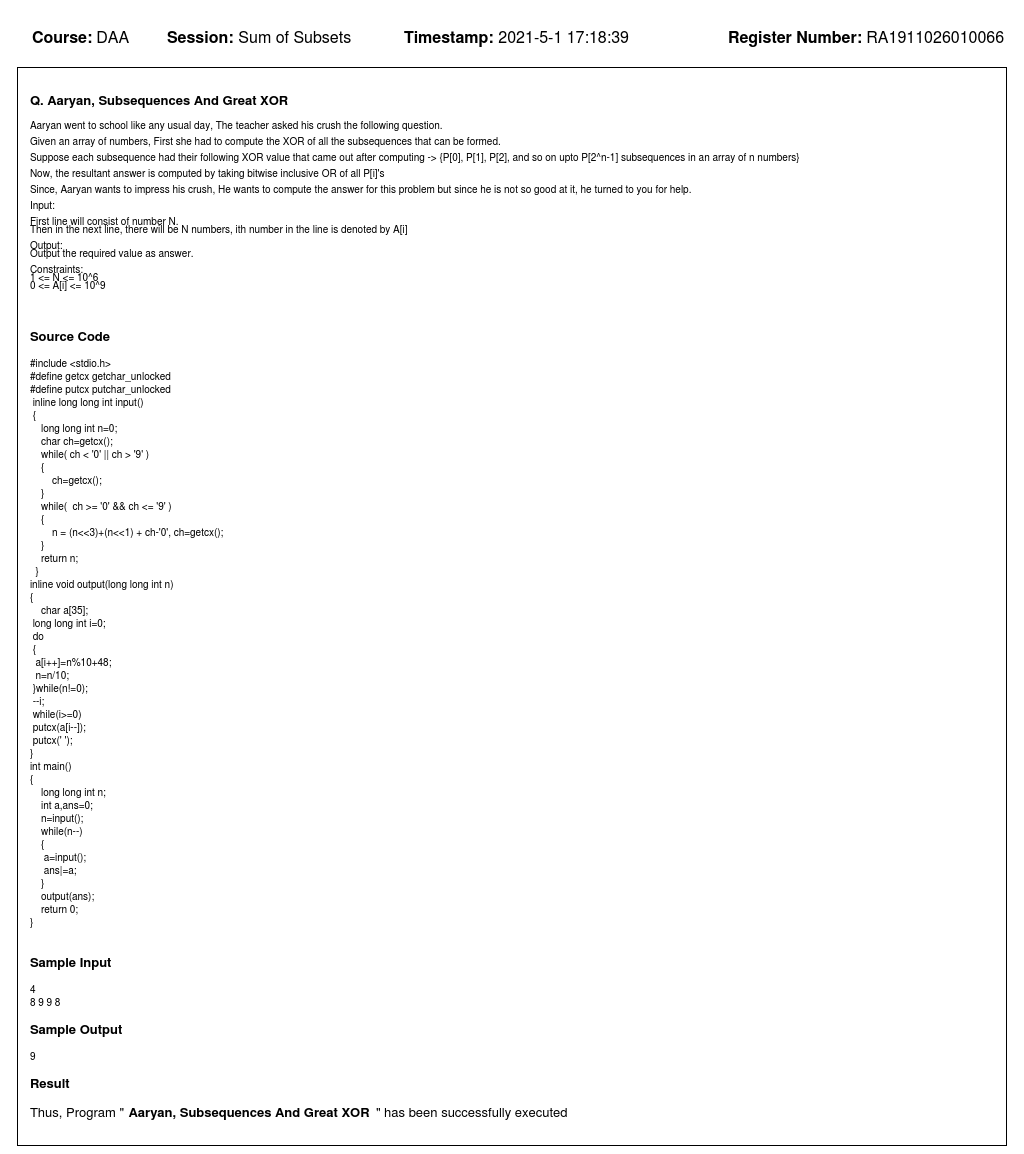 Course: DAA Session: Sum of Subsets Timestamp: 2021-5-1 17:18:39 Register Number: RA1911026010066
Q. Aaryan, Subsequences And Great XOR
Aaryan went to school like any usual day, The teacher asked his crush the following question.
Given an array of numbers, First she had to compute the XOR of all the subsequences that can be formed.
Suppose each subsequence had their following XOR value that came out after computing -> {P[0], P[1], P[2], and so on upto P[2^n-1] subsequences in an array of n numbers}
Now, the resultant answer is computed by taking bitwise inclusive OR of all P[i]'s
Since, Aaryan wants to impress his crush, He wants to compute the answer for this problem but since he is not so good at it, he turned to you for help.
Input:
First line will consist of number N.
Then in the next line, there will be N numbers, ith number in the line is denoted by A[i]
Output:
Output the required value as answer.
Constraints:
1 <= N <= 10^6
0 <= A[i] <= 10^9
Source Code
#include <stdio.h>
#define getcx getchar_unlocked
#define putcx putchar_unlocked
inline long long int input()
{
long long int n=0;
char ch=getcx();
while( ch < '0' || ch > '9' )
{
ch=getcx();
}
while(  ch >= '0' && ch <= '9' )
{
n = (n<<3)+(n<<1) + ch-'0', ch=getcx();
}
return n;
}
inline void output(long long int n)
{
char a[35];
long long int i=0;
do
{
a[i++]=n%10+48;
n=n/10;
}while(n!=0);
--i;
while(i>=0)
putcx(a[i--]);
putcx(' ');
}
int main()
{
long long int n;
int a,ans=0;
n=input();
while(n--)
{
a=input();
ans|=a;
}
output(ans);
return 0;
}
Sample Input
4
8 9 9 8
Sample Output
9
Result
Thus, Program " Aaryan, Subsequences And Great XOR " has been successfully executed